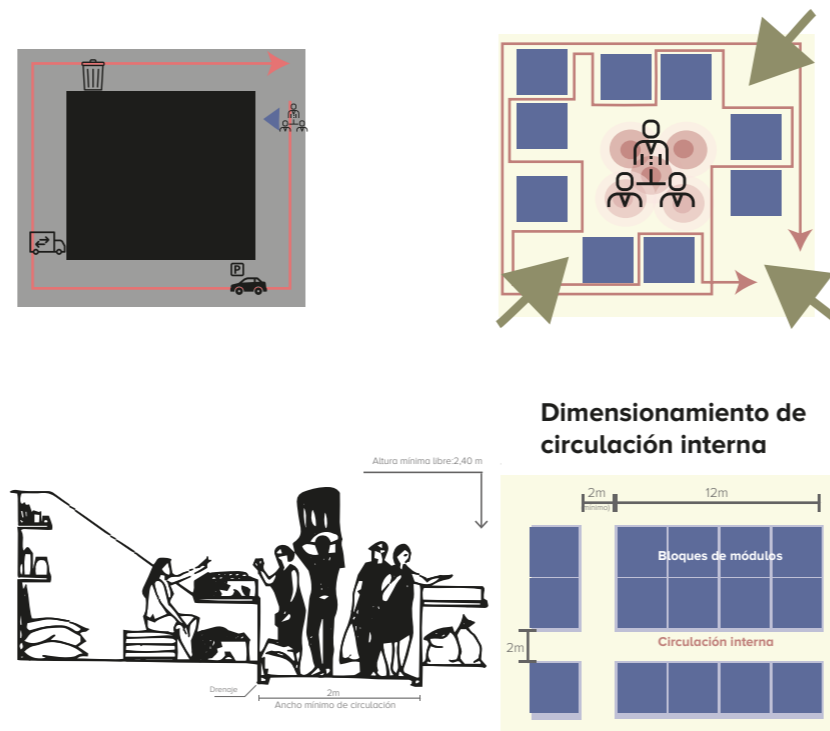 P
Dimensionamiento de
circulación interna
Altura mínima libre:2,40 m
2m
12m
Bloques de módulos
Circulación interna
2m
Drenaje
2m
Ancho mínimo de circulación